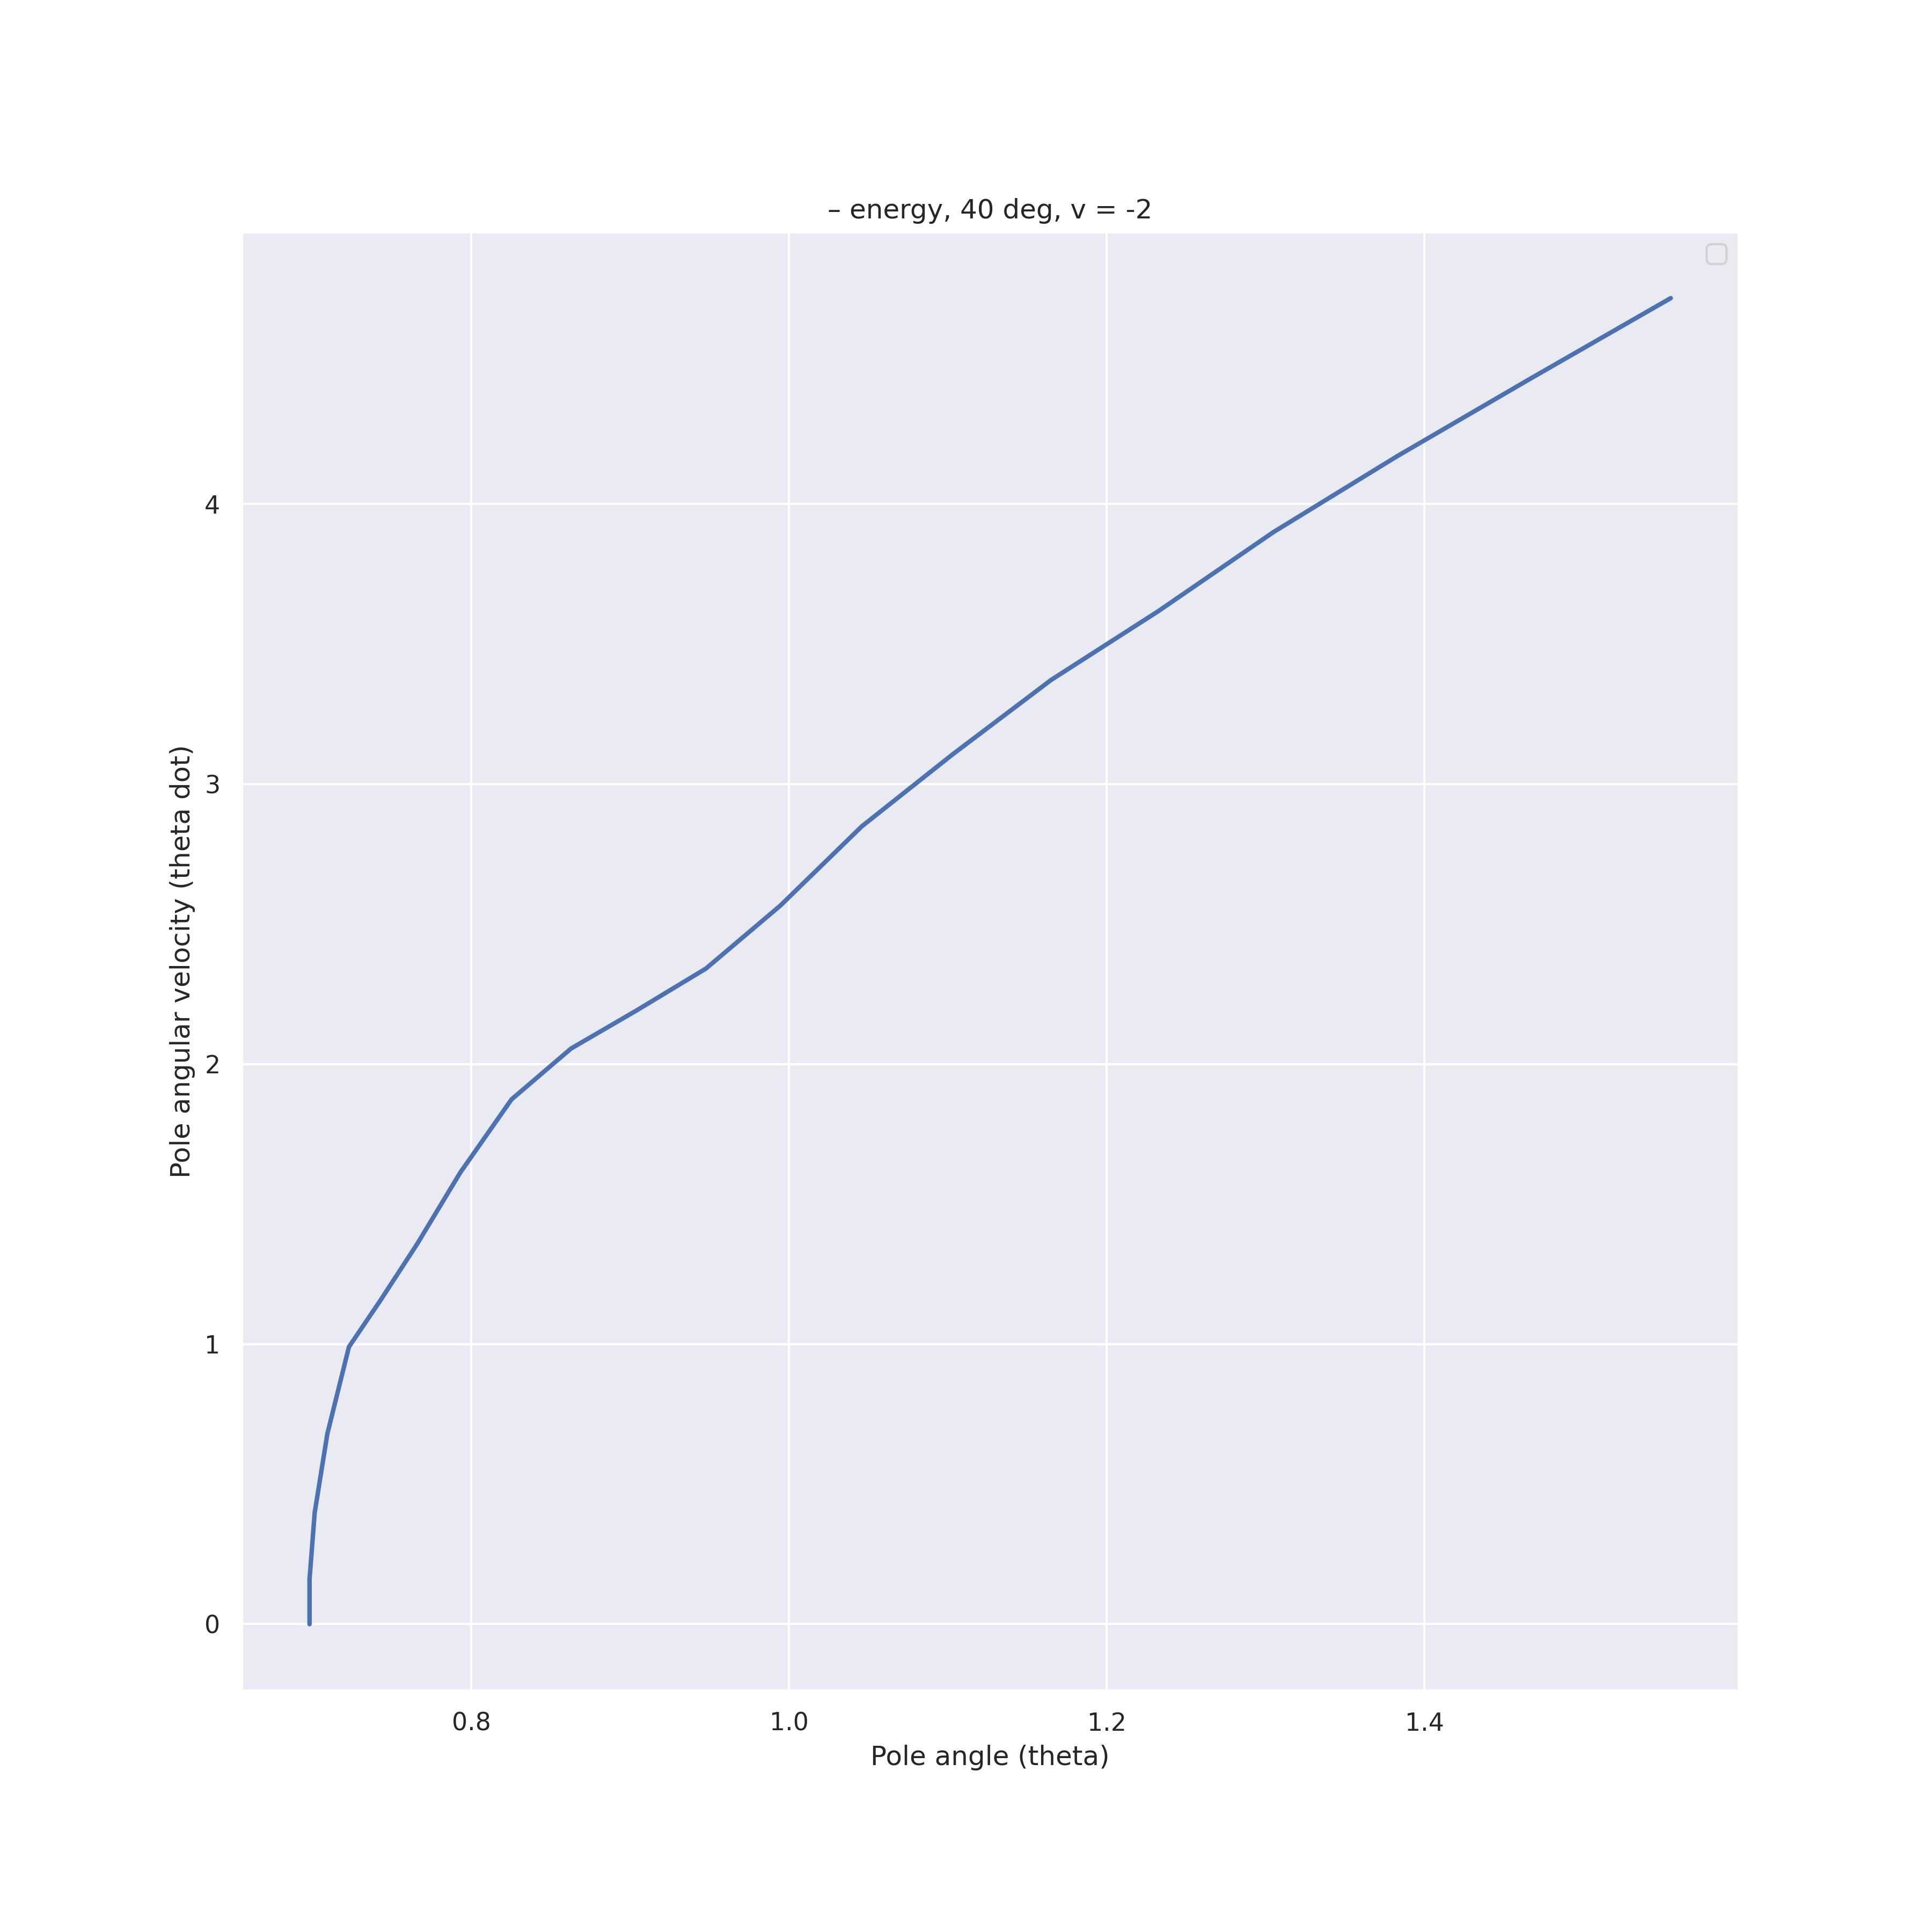 – energy, 40 deg, v = -2
4
3
2
1
0
Pole angular velocity (theta dot)
0.8 1.0 1.2 1.4
Pole angle (theta)